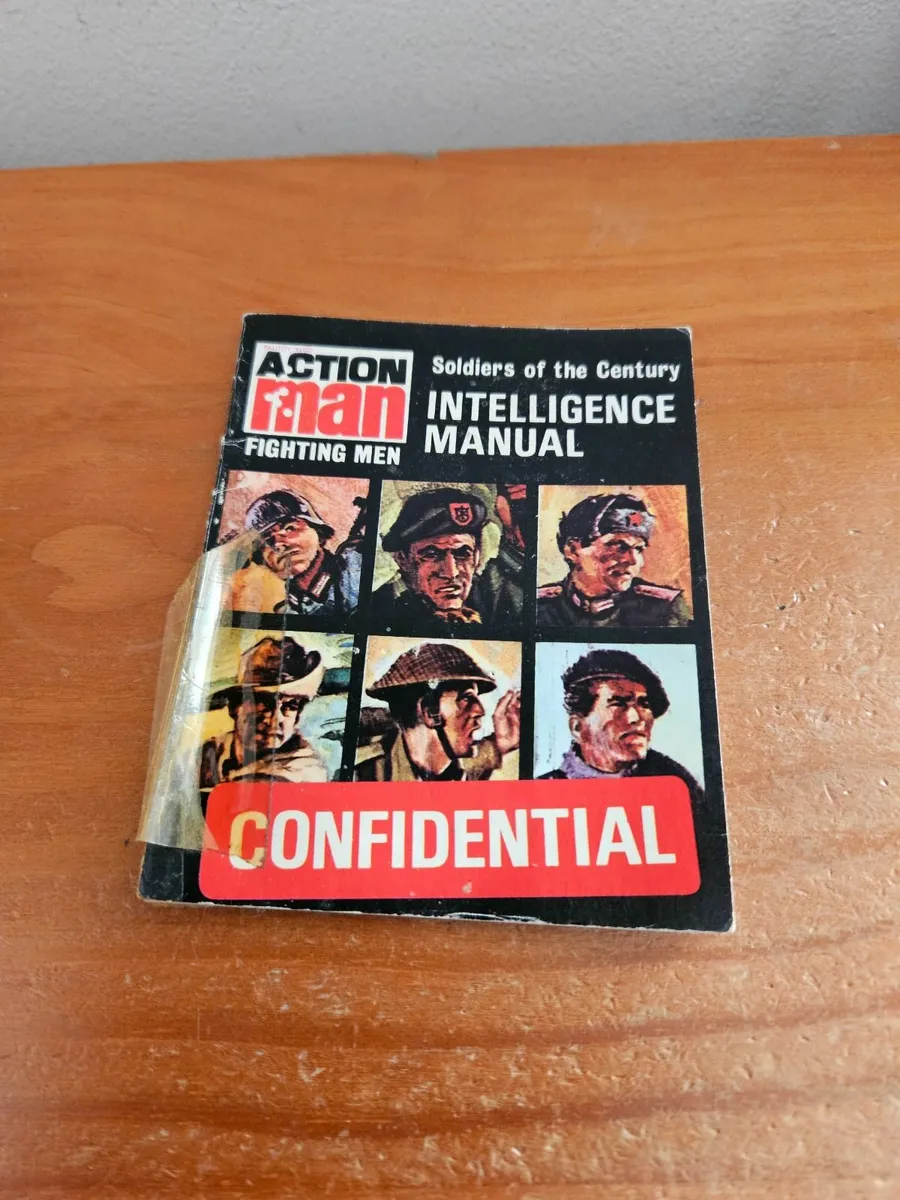 ACTION
man
FIGHTING MEN
Soldiers of the Century
INTELLIGENCE
MANUAL
CONFIDENTIAL